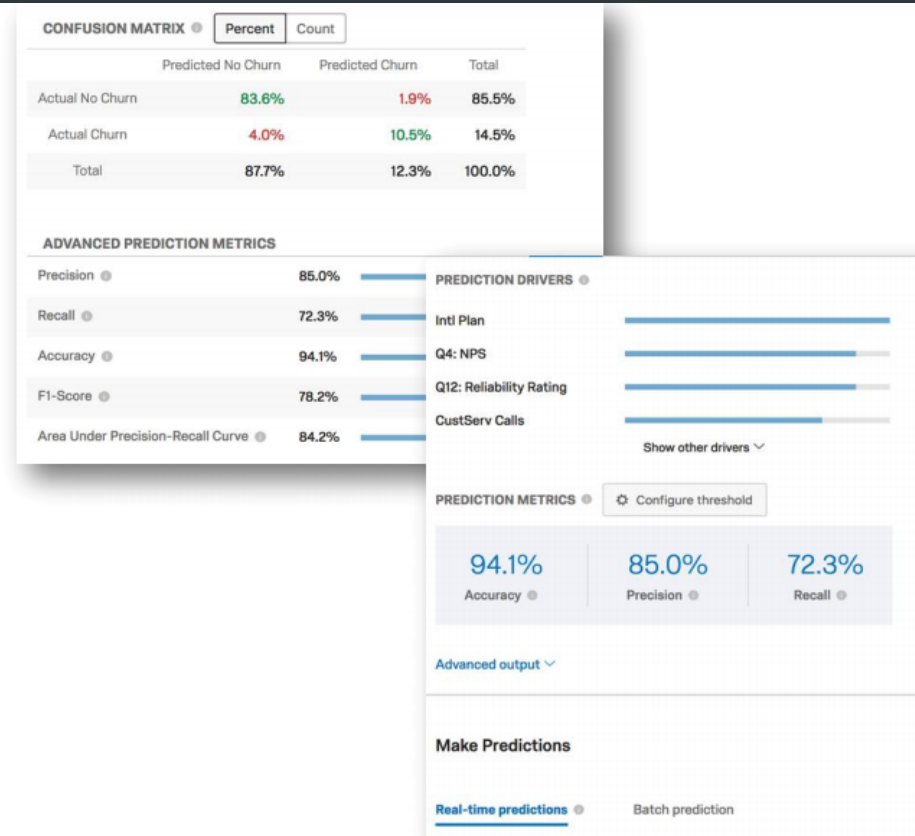 CONFUSION MATRIX Percent Count
Predicted No Churn Predicted Churn Total
Actual No Churn 83.6% 1.9% 85.5%
Actual Churn 4.0% 10.5% 14.5%
Total 87.7% 12.3% 100.0%
ADVANCED PREDICTION METRICS
Precision 85.0%
Recall 72.3%
Accuracy 94.1%
F1-Score 78.2%
Area Under Precision-Recall Curve 84.2%
PREDICTION DRIVERS
Intl Plan
Q4: NPS
Q12: Reliability Rating
CustServ Calls
Show other drivers
PREDICTION METRICS Configure threshold
94.1% 85.0% 72.3%
Accuracy Precision Recall
Advanced output
Make Predictions
Real-time predictions Batch prediction